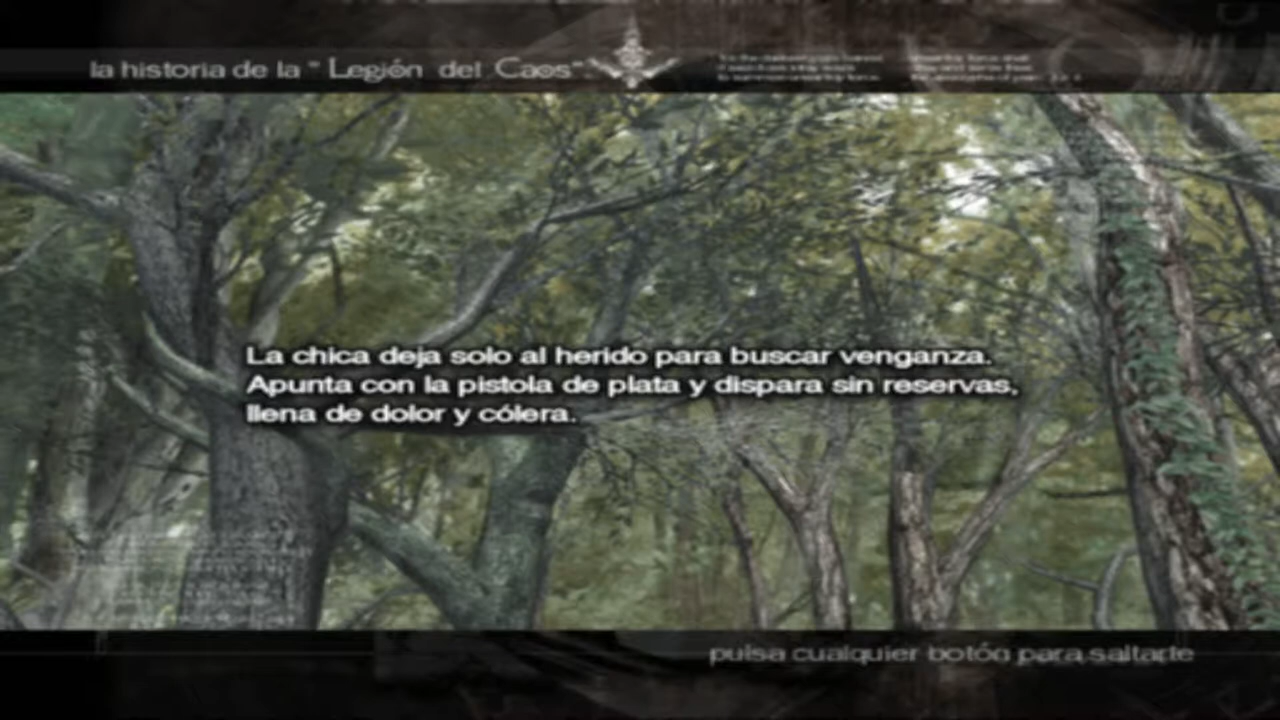 la historia de la "Legión del Caos"
La chica deja solo al herido para buscar venganza.
Apunta con la pistola de plata y dispara sin reservas,
llena de dolor y cólera.
pulsa cualquier botón para saltarte